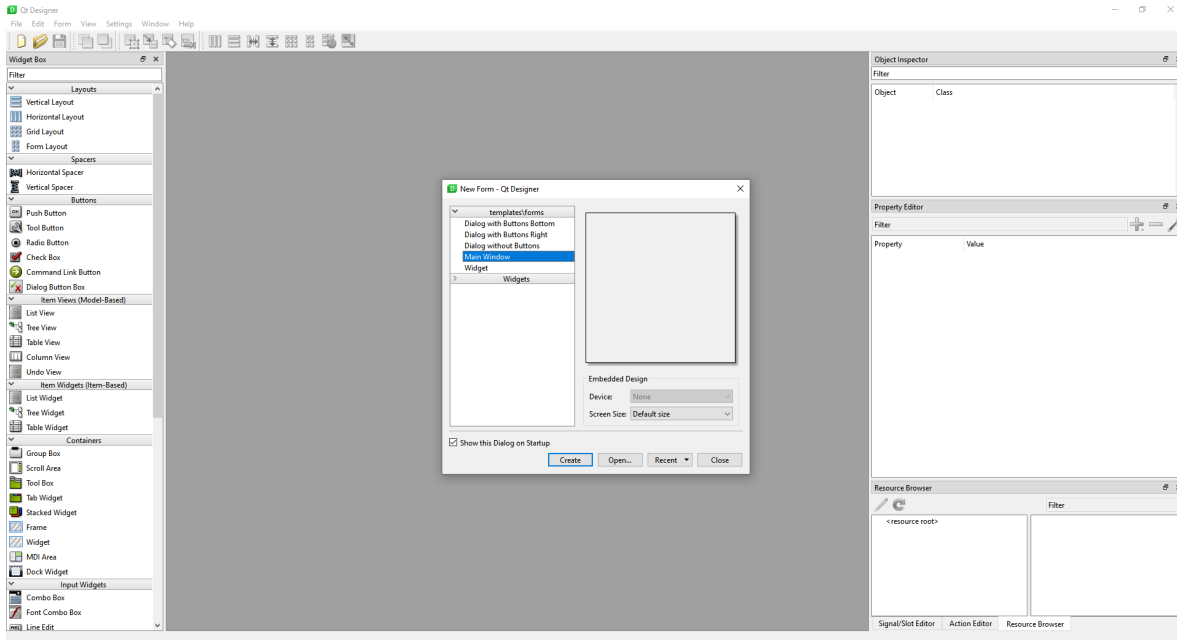 Qt Designer
File Edit Form View Settings Window Help
Widget Box
Filter
Layouts
Vertical Layout
Horizontal Layout
Grid Layout
Form Layout
Spacers
Horizontal Spacer
Vertical Spacer
Buttons
Push Button
Tool Button
Radio Button
Check Box
Command Link Button
Dialog Button Box
Item Views (Model-Based)
List View
Tree View
Table View
Column View
Undo View
Item Widgets (Item-Based)
List Widget
Tree Widget
Table Widget
Containers
Group Box
Scroll Area
Tool Box
Tab Widget
Stacked Widget
Frame
Widget
MDI Area
Dock Widget
Input Widgets
Combo Box
Font Combo Box
Line Edit
New Form - Qt Designer
templates\forms
Dialog with Buttons Bottom
Dialog with Buttons Right
Dialog without Buttons
Main Window
Widget
Widgets
Embedded Design
Device: None
Screen Size: Default size
Show this Dialog on Startup
Create Open... Recent Close
Object Inspector
Filter
Object Class
Property Editor
Filter
Property Value
Resource Browser
Filter
<resource root>
Signal/Slot Editor Action Editor Resource Browser